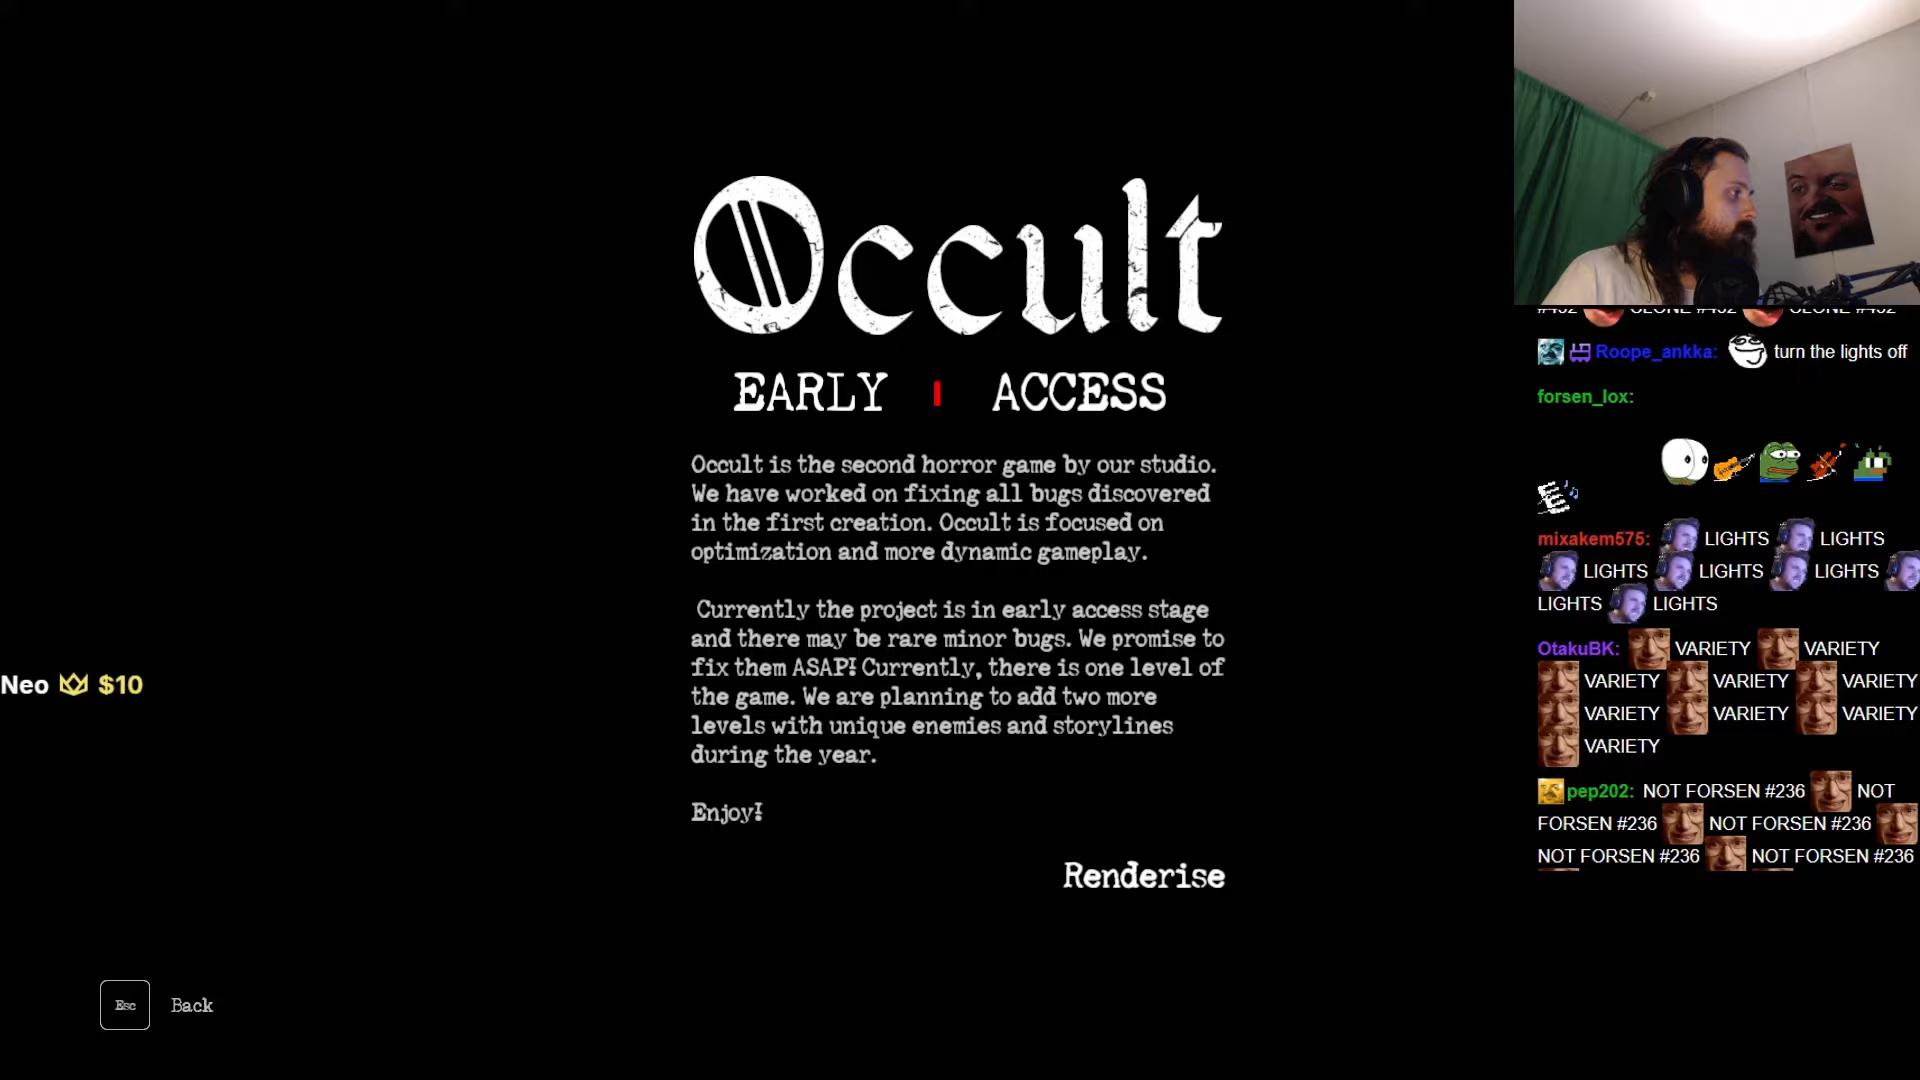 Occult
EARLY ACCESS
Occult is the second horror game by our studio.
We have worked on fixing all bugs discovered
in the first creation. Occult is focused on
optimization and more dynamic gameplay.
Currently the project is in early access stage
and there may be rare minor bugs. We promise to
fix them ASAP! Currently, there is one level of
the game. We are planning to add two more
levels with unique enemies and storylines
during the year.
Enjoy!
Renderise
Neo $10
Esc Back
#452 CLONE #452 CLONE #452
Roope_ankka: turn the lights off
forsen_lox:
mixakem575: LIGHTS LIGHTS
LIGHTS LIGHTS LIGHTS
LIGHTS LIGHTS
OtakuBK: VARIETY VARIETY
VARIETY VARIETY VARIETY
VARIETY VARIETY VARIETY
VARIETY
pep202: NOT FORSEN #236 NOT
FORSEN #236 NOT FORSEN #236
NOT FORSEN #236 NOT FORSEN #236